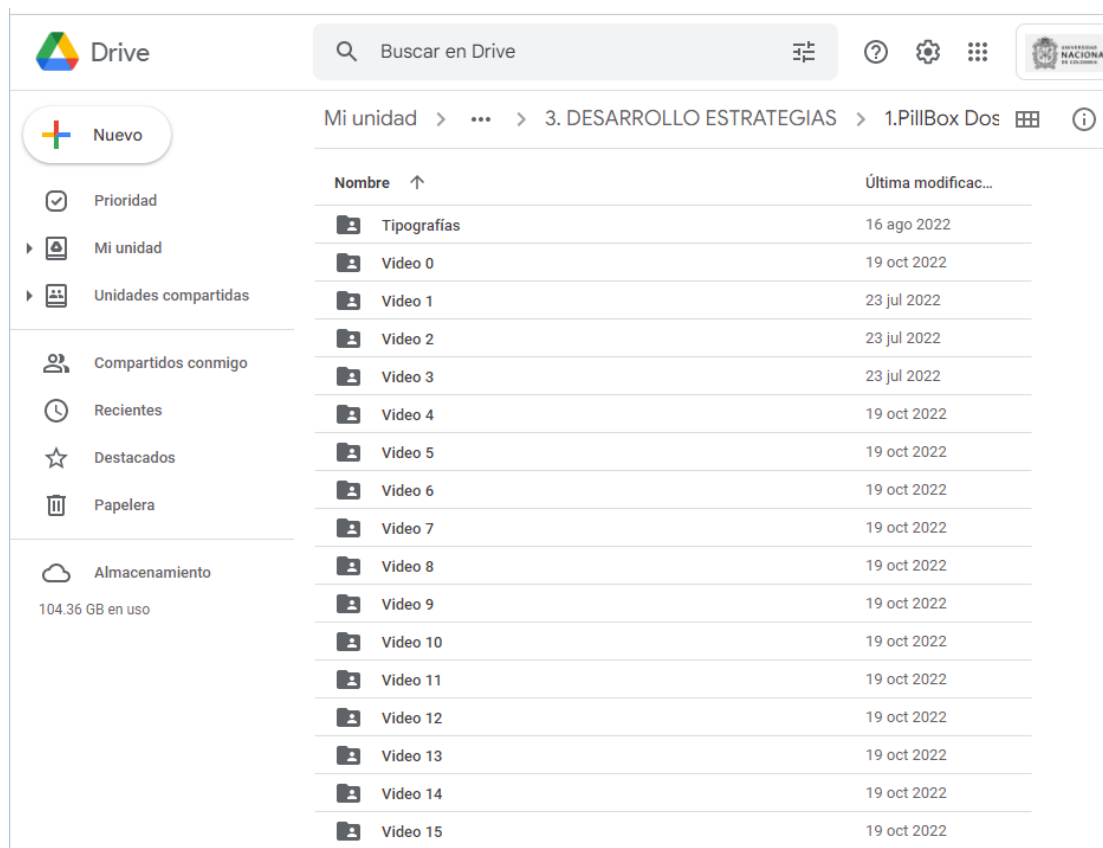 Drive
Buscar en Drive
UNIVERSIDAD
NACIONA
DE COLOMBIA
Nuevo
Mi unidad > ••• > 3. DESARROLLO ESTRATEGIAS > 1.PillBox Dos
Prioridad
Mi unidad
Unidades compartidas
Compartidos conmigo
Recientes
Destacados
Papelera
Almacenamiento
104.36 GB en uso
Nombre ↑ Última modificac...
Tipografías 16 ago 2022
Video 0 19 oct 2022
Video 1 23 jul 2022
Video 2 23 jul 2022
Video 3 23 jul 2022
Video 4 19 oct 2022
Video 5 19 oct 2022
Video 6 19 oct 2022
Video 7 19 oct 2022
Video 8 19 oct 2022
Video 9 19 oct 2022
Video 10 19 oct 2022
Video 11 19 oct 2022
Video 12 19 oct 2022
Video 13 19 oct 2022
Video 14 19 oct 2022
Video 15 19 oct 2022